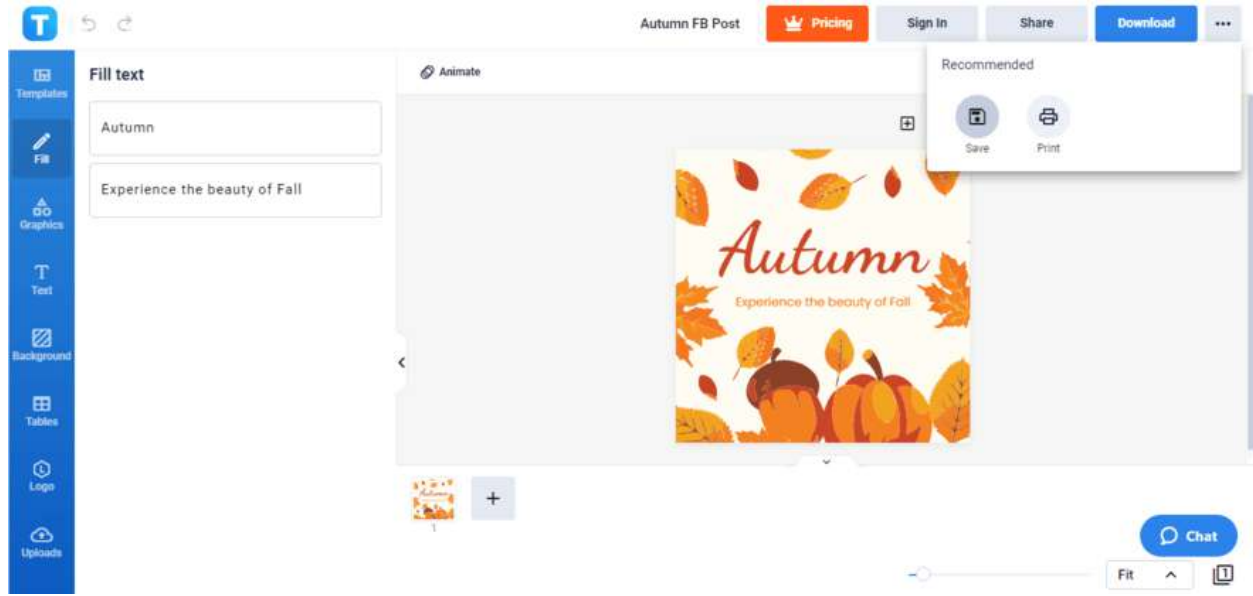 T
Autumn FB Post
Pricing
Sign In
Share
Download
Templates
Fill
Graphics
Text
Background
Tables
Logo
Uploads
Fill text
Autumn
Experience the beauty of Fall
Animate
Recommended
Save
Print
Autumn
Experience the beauty of Fall
Autumn
1
Chat
Fit
1